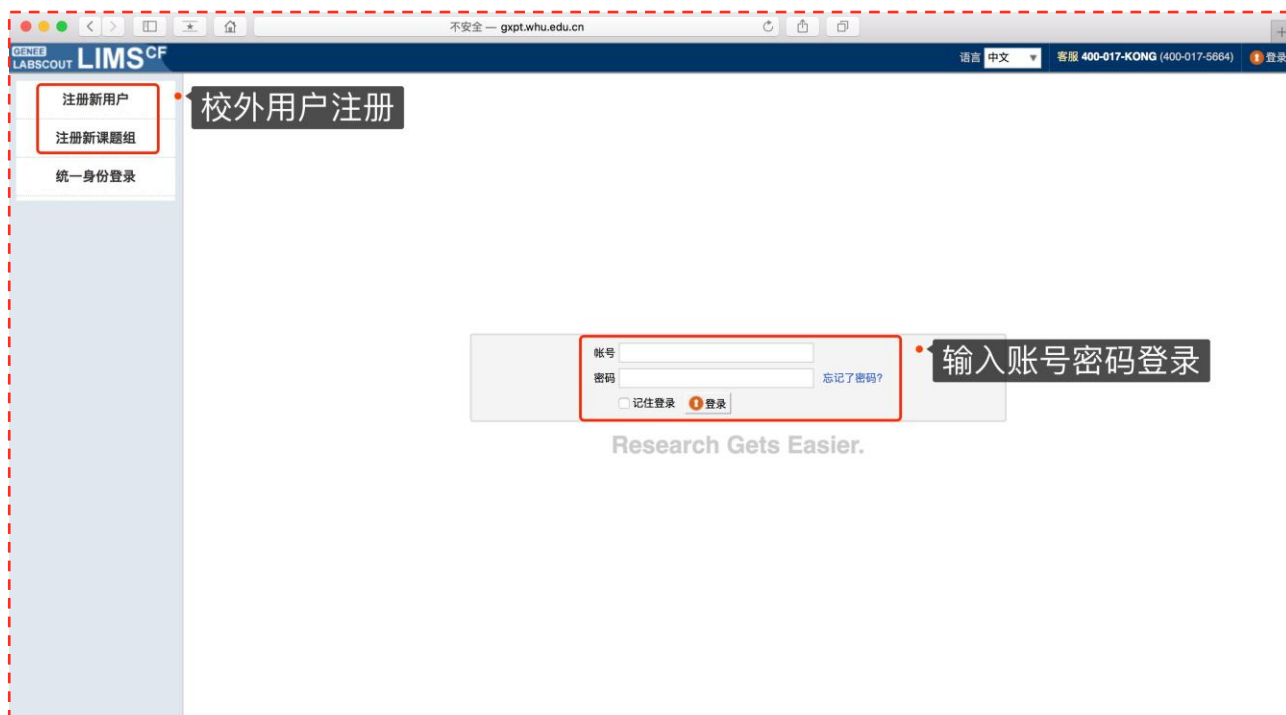 不安全 — gxpt.whu.edu.cn
GENEE
LABSCOUT LIMS CF
语言 中文 客服 400-017-KONG (400-017-5664) 登录
注册新用户
校外用户注册
注册新课题组
统一身份登录
帐号
输入账号密码登录
密码 忘记了密码?
记住登录 登录
Research Gets Easier.